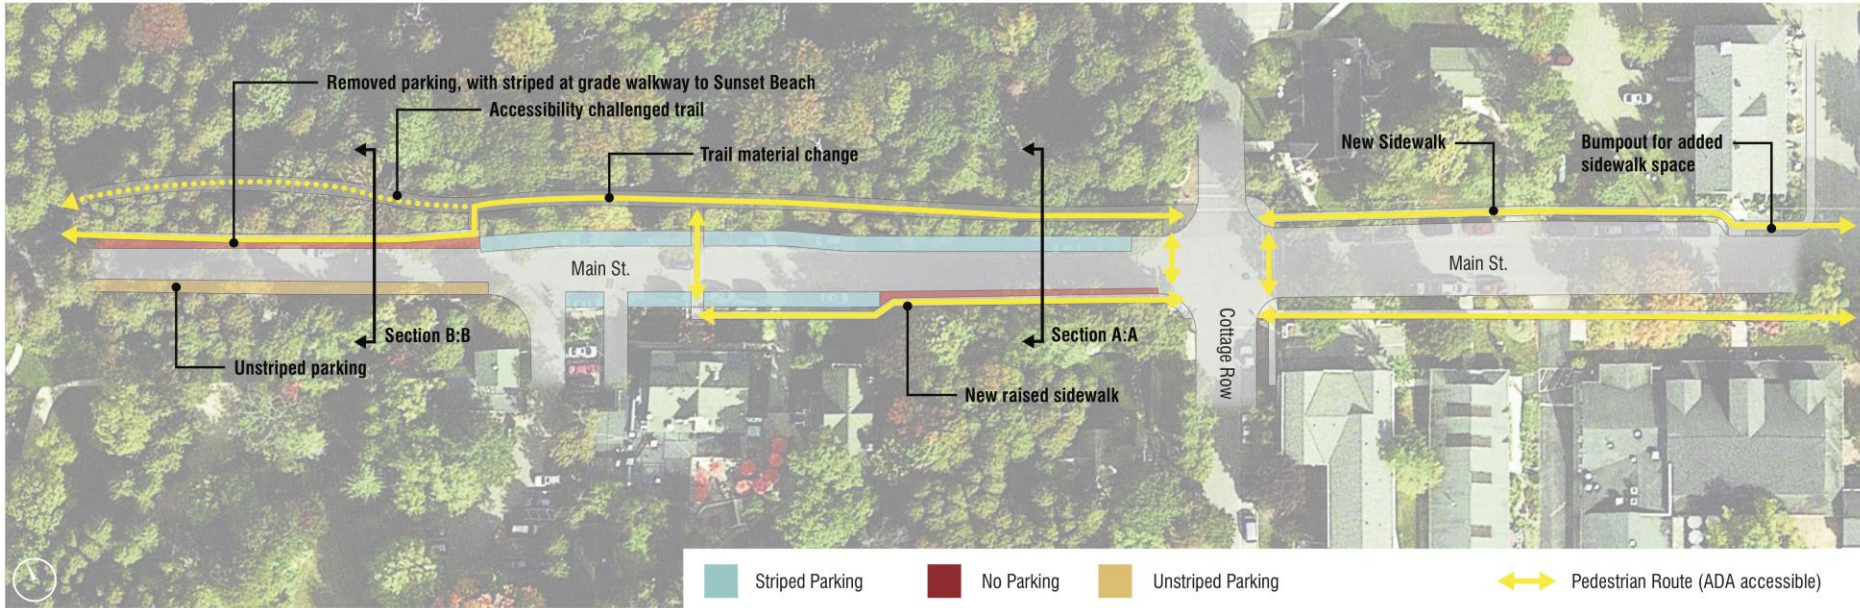 Removed parking, with striped at grade walkway to Sunset Beach
Accessibility challenged trail
Trail material change
New Sidewalk
Bumpout for added
sidewalk space
Main St.
Main St.
Section B:B
Section A:A
Unstriped parking
New raised sidewalk
Cottage Row
Striped Parking
No Parking
Unstriped Parking
Pedestrian Route (ADA accessible)